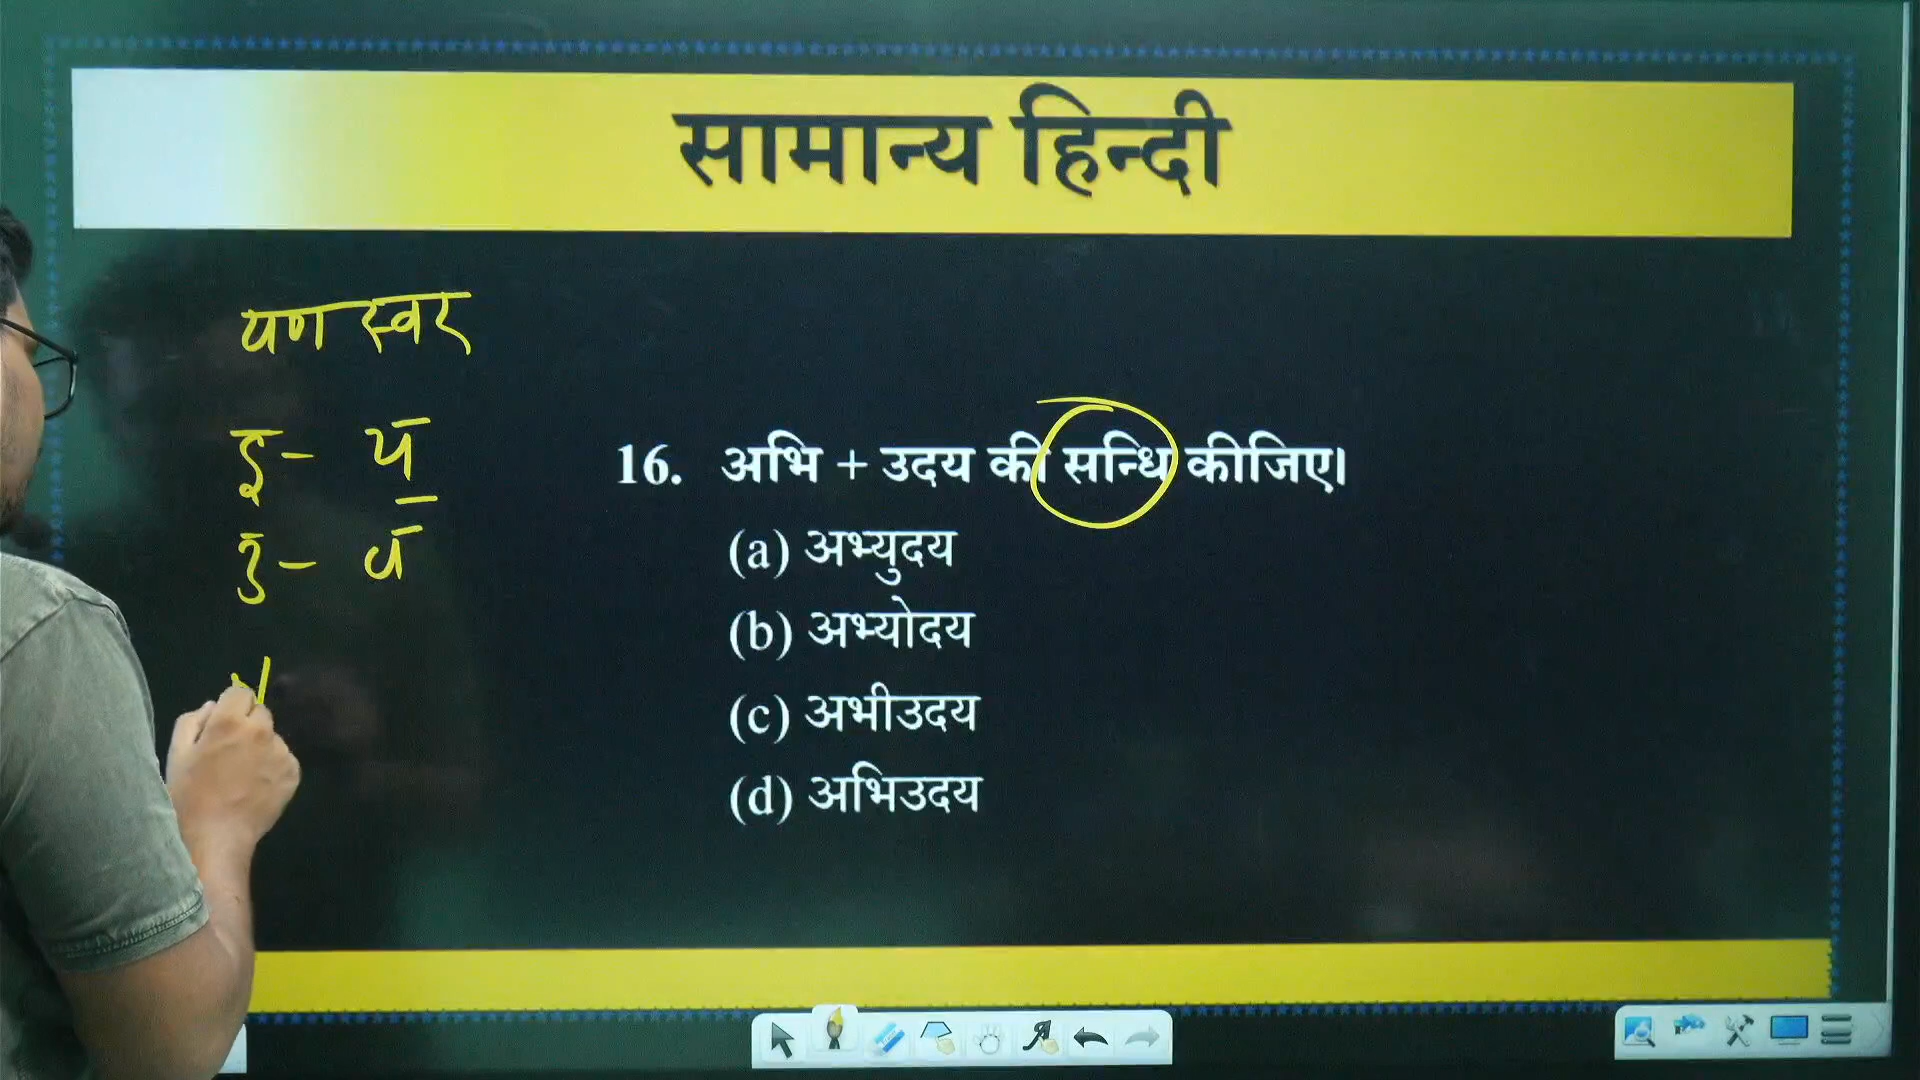 सामान्य हिन्दी
यण स्वर
इ - य
उ - व
16. अभि + उदय की सन्धि कीजिए।
(a) अभ्युदय
(b) अभ्योदय
(c) अभीउदय
(d) अभिउदय